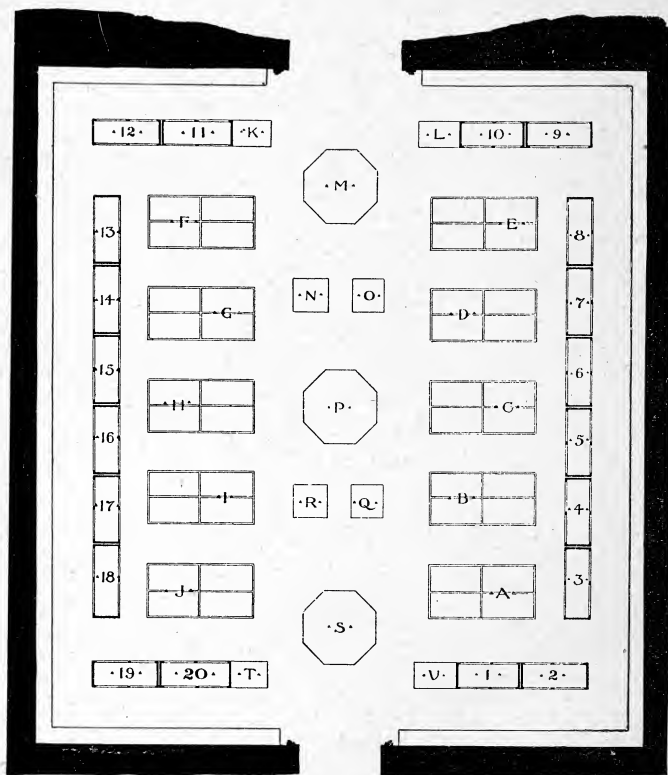 ·12· ·11· ·K· ·L· ·10· ·9·
·M·
·13· ·F· ·E· ·8·
·14· ·G· ·N· ·O· ·D· ·7·
·15· ·6·
·H· ·P· ·C·
·16· ·5·
·17· ·I· ·R· ·Q· ·B· ·4·
·18· ·J· ·A· ·3·
·S·
·19· ·20· ·T· ·U· ·1· ·2·